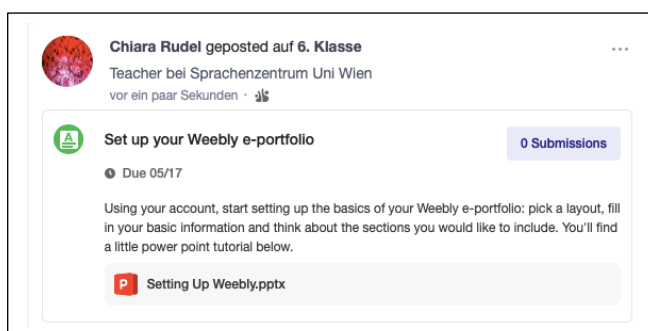 Chiara Rudel geposted auf 6. Klasse
Teacher bei Sprachenzentrum Uni Wien
vor ein paar Sekunden ·
Set up your Weebly e-portfolio
0 Submissions
Due 05/17
Using your account, start setting up the basics of your Weebly e-portfolio: pick a layout, fill
in your basic information and think about the sections you would like to include. You'll find
a little power point tutorial below.
Setting Up Weebly.pptx